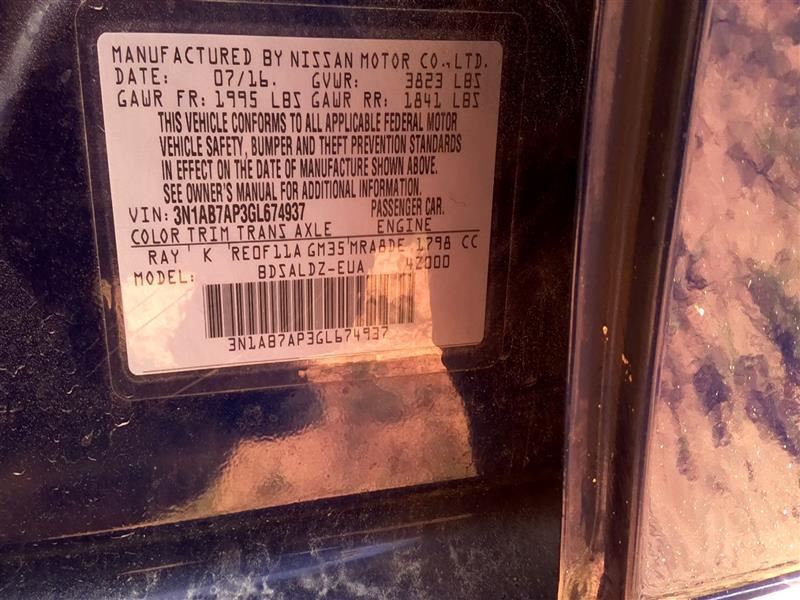 MANUFACTURED BY NISSAN MOTOR CO.,LTD.
DATE: 07/16. GVWR: 3823 LBS
GAWR FR: 1995 LBS GAWR RR: 1841 LBS
THIS VEHICLE CONFORMS TO ALL APPLICABLE FEDERAL MOTOR
VEHICLE SAFETY, BUMPER AND THEFT PREVENTION STANDARDS
IN EFFECT ON THE DATE OF MANUFACTURE SHOWN ABOVE.
SEE OWNER'S MANUAL FOR ADDITIONAL INFORMATION.
VIN: 3N1AB7AP3GL674937 PASSENGER CAR.
COLOR TRIM TRANS AXLE ENGINE
RAY K RE0F11A GM35 MRA8DE 1798 CC
MODEL: BDSALDZ-EUA 4Z000
3N1AB7AP3GL674937